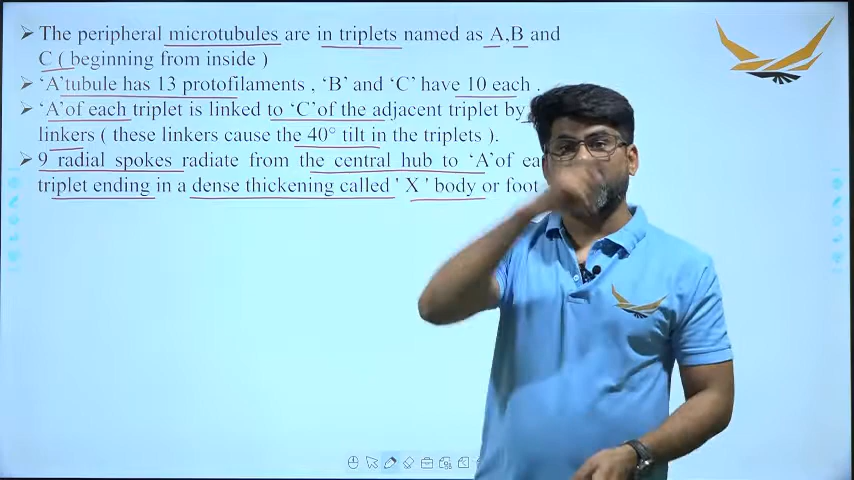 ➢ The peripheral microtubules are in triplets named as A,B and
C ( beginning from inside )
➢ ‘A’tubule has 13 protofilaments , ‘B’ and ‘C’ have 10 each .
➢ ‘A’of each triplet is linked to ‘C’of the adjacent triplet by
linkers ( these linkers cause the 40° tilt in the triplets ).
➢ 9 radial spokes radiate from the central hub to ‘A’of
triplet ending in a dense thickening called ' X ' body or foot